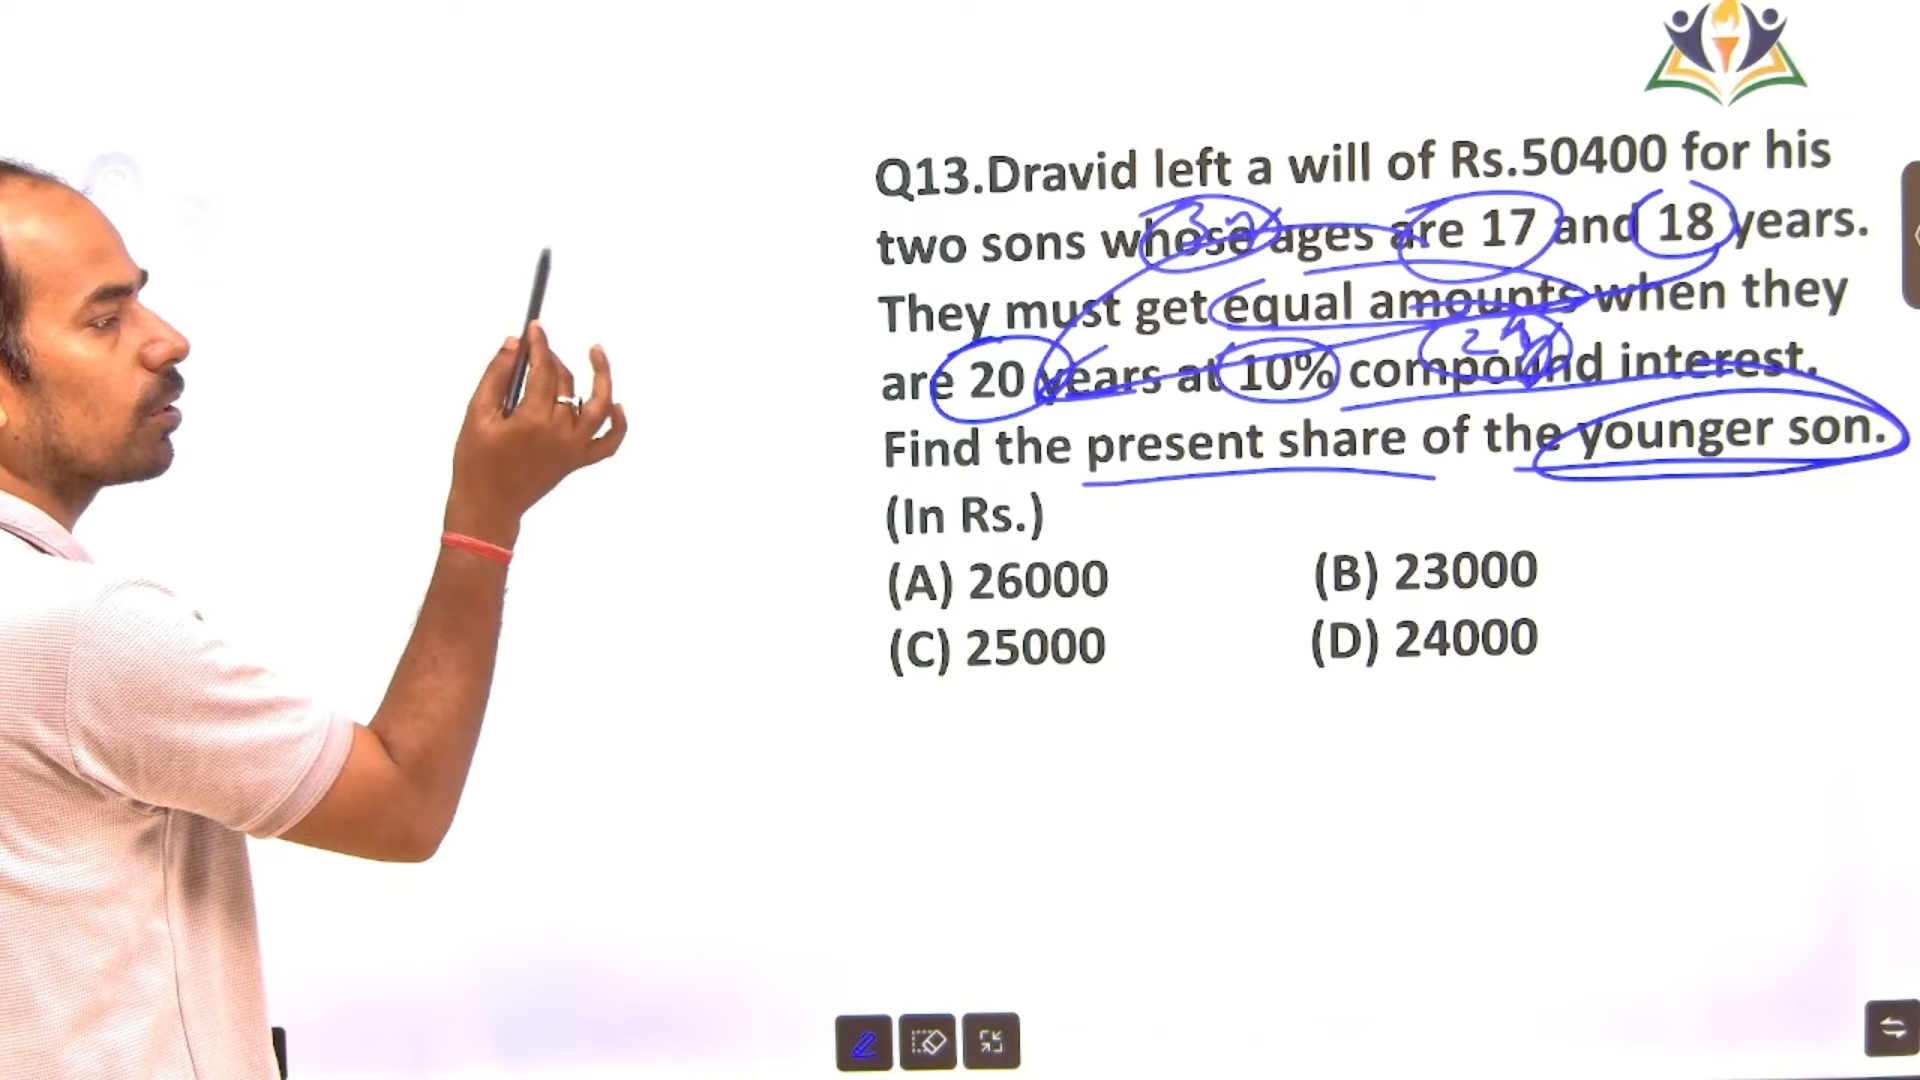 Q13.Dravid left a will of Rs.50400 for his
two sons whose ages are 17 and 18 years.
They must get equal amounts when they
are 20 years at 10% compound interest.
Find the present share of the younger son.
(In Rs.)
(A) 26000 (B) 23000
(C) 25000 (D) 24000